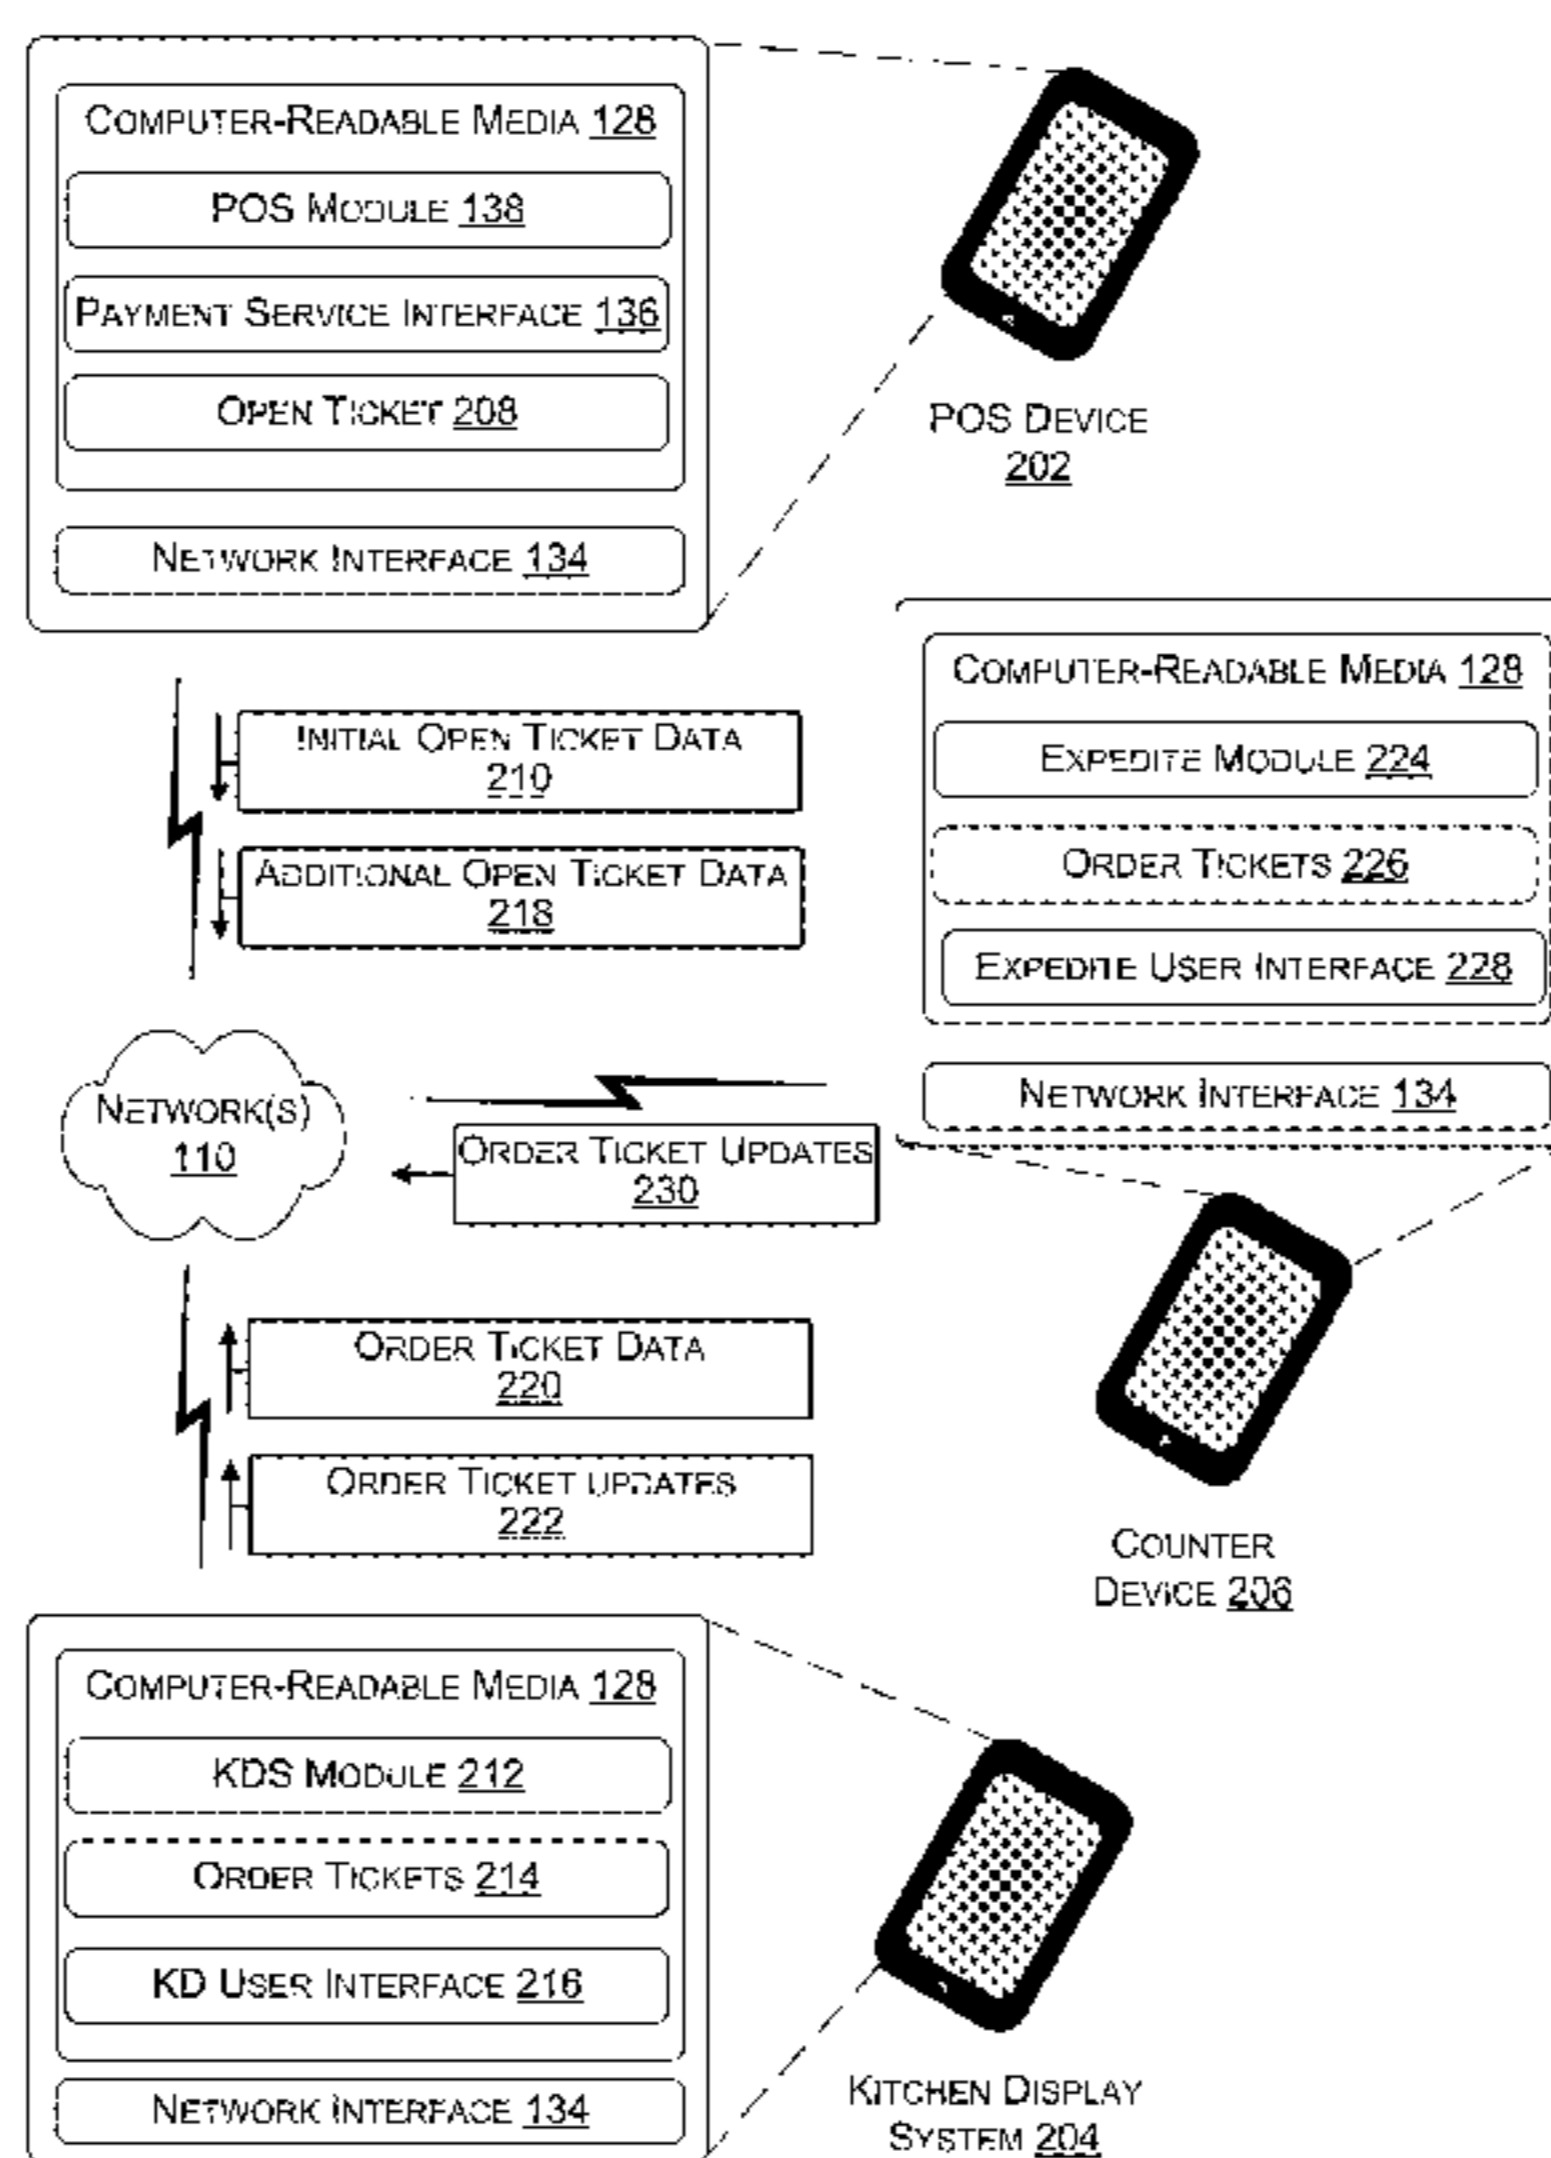 COMPUTER-READABLE MEDIA 128
POS MODULE 138
PAYMENT SERVICE INTERFACE 136
OPEN TICKET 208
NETWORK INTERFACE 134
POS DEVICE
202
INITIAL OPEN TICKET DATA
210
ADDITIONAL OPEN TICKET DATA
218
COMPUTER-READABLE MEDIA 128
EXPEDITE MODULE 224
ORDER TICKETS 226
EXPEDITE USER INTERFACE 228
NETWORK INTERFACE 134
NETWORK(S)
110
ORDER TICKET UPDATES
230
COUNTER
DEVICE 206
ORDER TICKET DATA
220
ORDER TICKET UPDATES
222
COMPUTER-READABLE MEDIA 128
KDS MODULE 212
ORDER TICKETS 214
KD USER INTERFACE 216
NETWORK INTERFACE 134
KITCHEN DISPLAY
SYSTEM 204